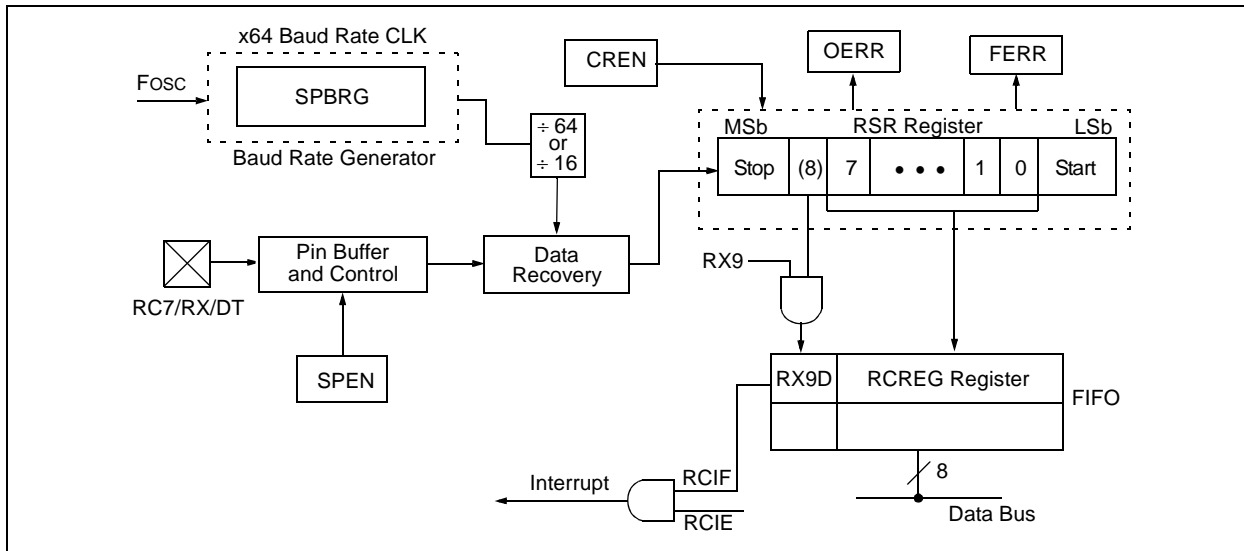 x64 Baud Rate CLK
FOSC
SPBRG
Baud Rate Generator
÷ 64
or
÷ 16
CREN
OERR
FERR
MSb
RSR Register
LSb
Stop
(8)
7
• • •
1
0
Start
RC7/RX/DT
Pin Buffer
and Control
SPEN
Data
Recovery
RX9
RX9D
RCREG Register
FIFO
8
Data Bus
Interrupt
RCIF
RCIE